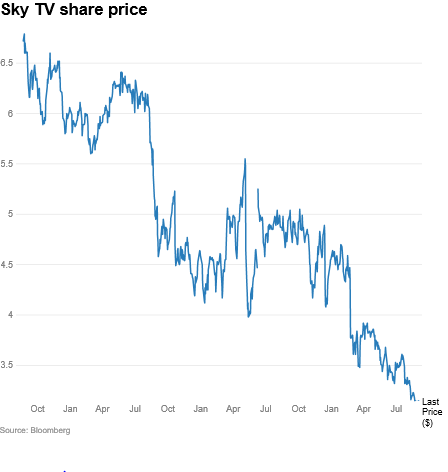 Sky TV share price
6.5
6
5.5
5
4.5
4
3.5
Oct Jan Apr Jul Oct Jan Apr Jul Oct Jan Apr Jul
Last
Price
($)
Source: Bloomberg